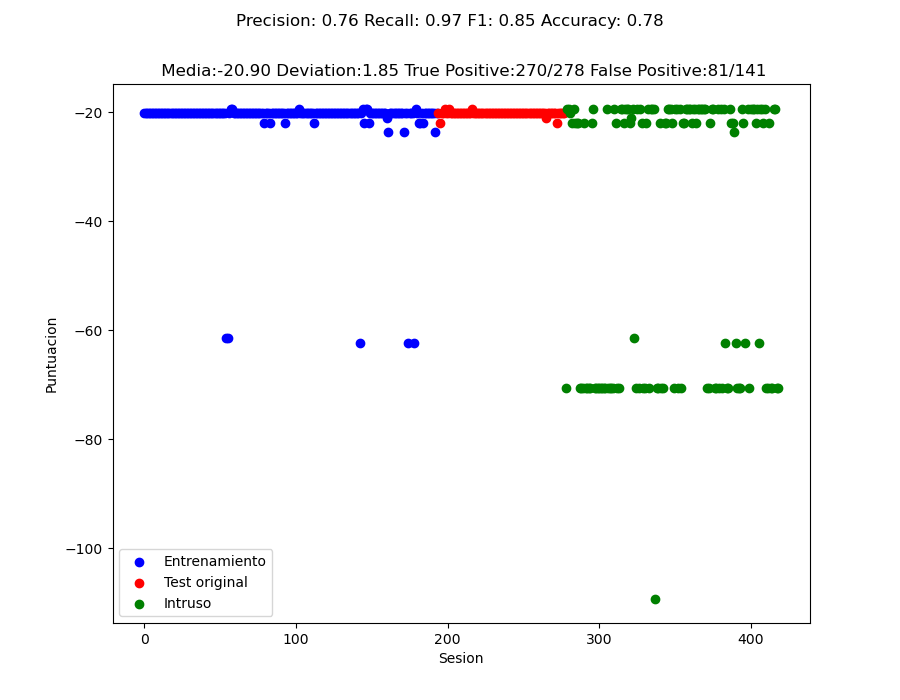 Precision: 0.76 Recall: 0.97 F1: 0.85 Accuracy: 0.78
Media:-20.90 Deviation:1.85 True Positive:270/278 False Positive:81/141
−20
−40
−60
−80
−100
Puntuacion
Entrenamiento
Test original
Intruso
0 100 200 300 400
Sesion